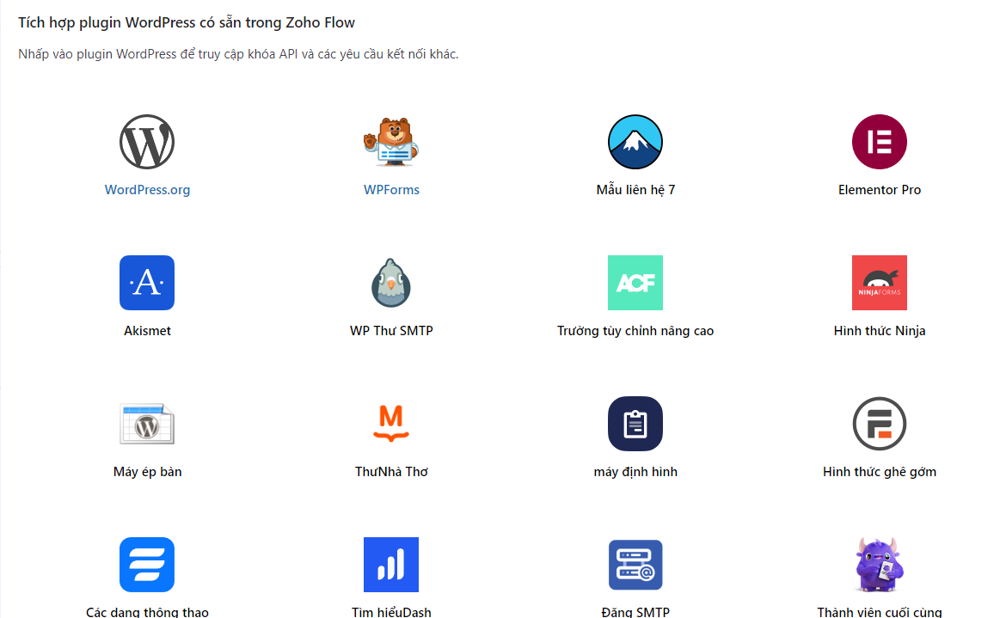 Tích hợp plugin WordPress có sẵn trong Zoho Flow
Nhấp vào plugin WordPress để truy cập khóa API và các yêu cầu kết nối khác.
WordPress.org
WPForms
Mẫu liên hệ 7
Elementor Pro
·A·
ACF
NINJAFORMS
Akismet
WP Thư SMTP
Trường tùy chỉnh nâng cao
Hình thức Ninja
M
Máy ép bàn
ThưNhà Thơ
máy định hình
Hình thức ghê gớm
Các dạng thông thạo
Tìm hiểuDash
Đăng SMTP
Thành viên cuối cùng